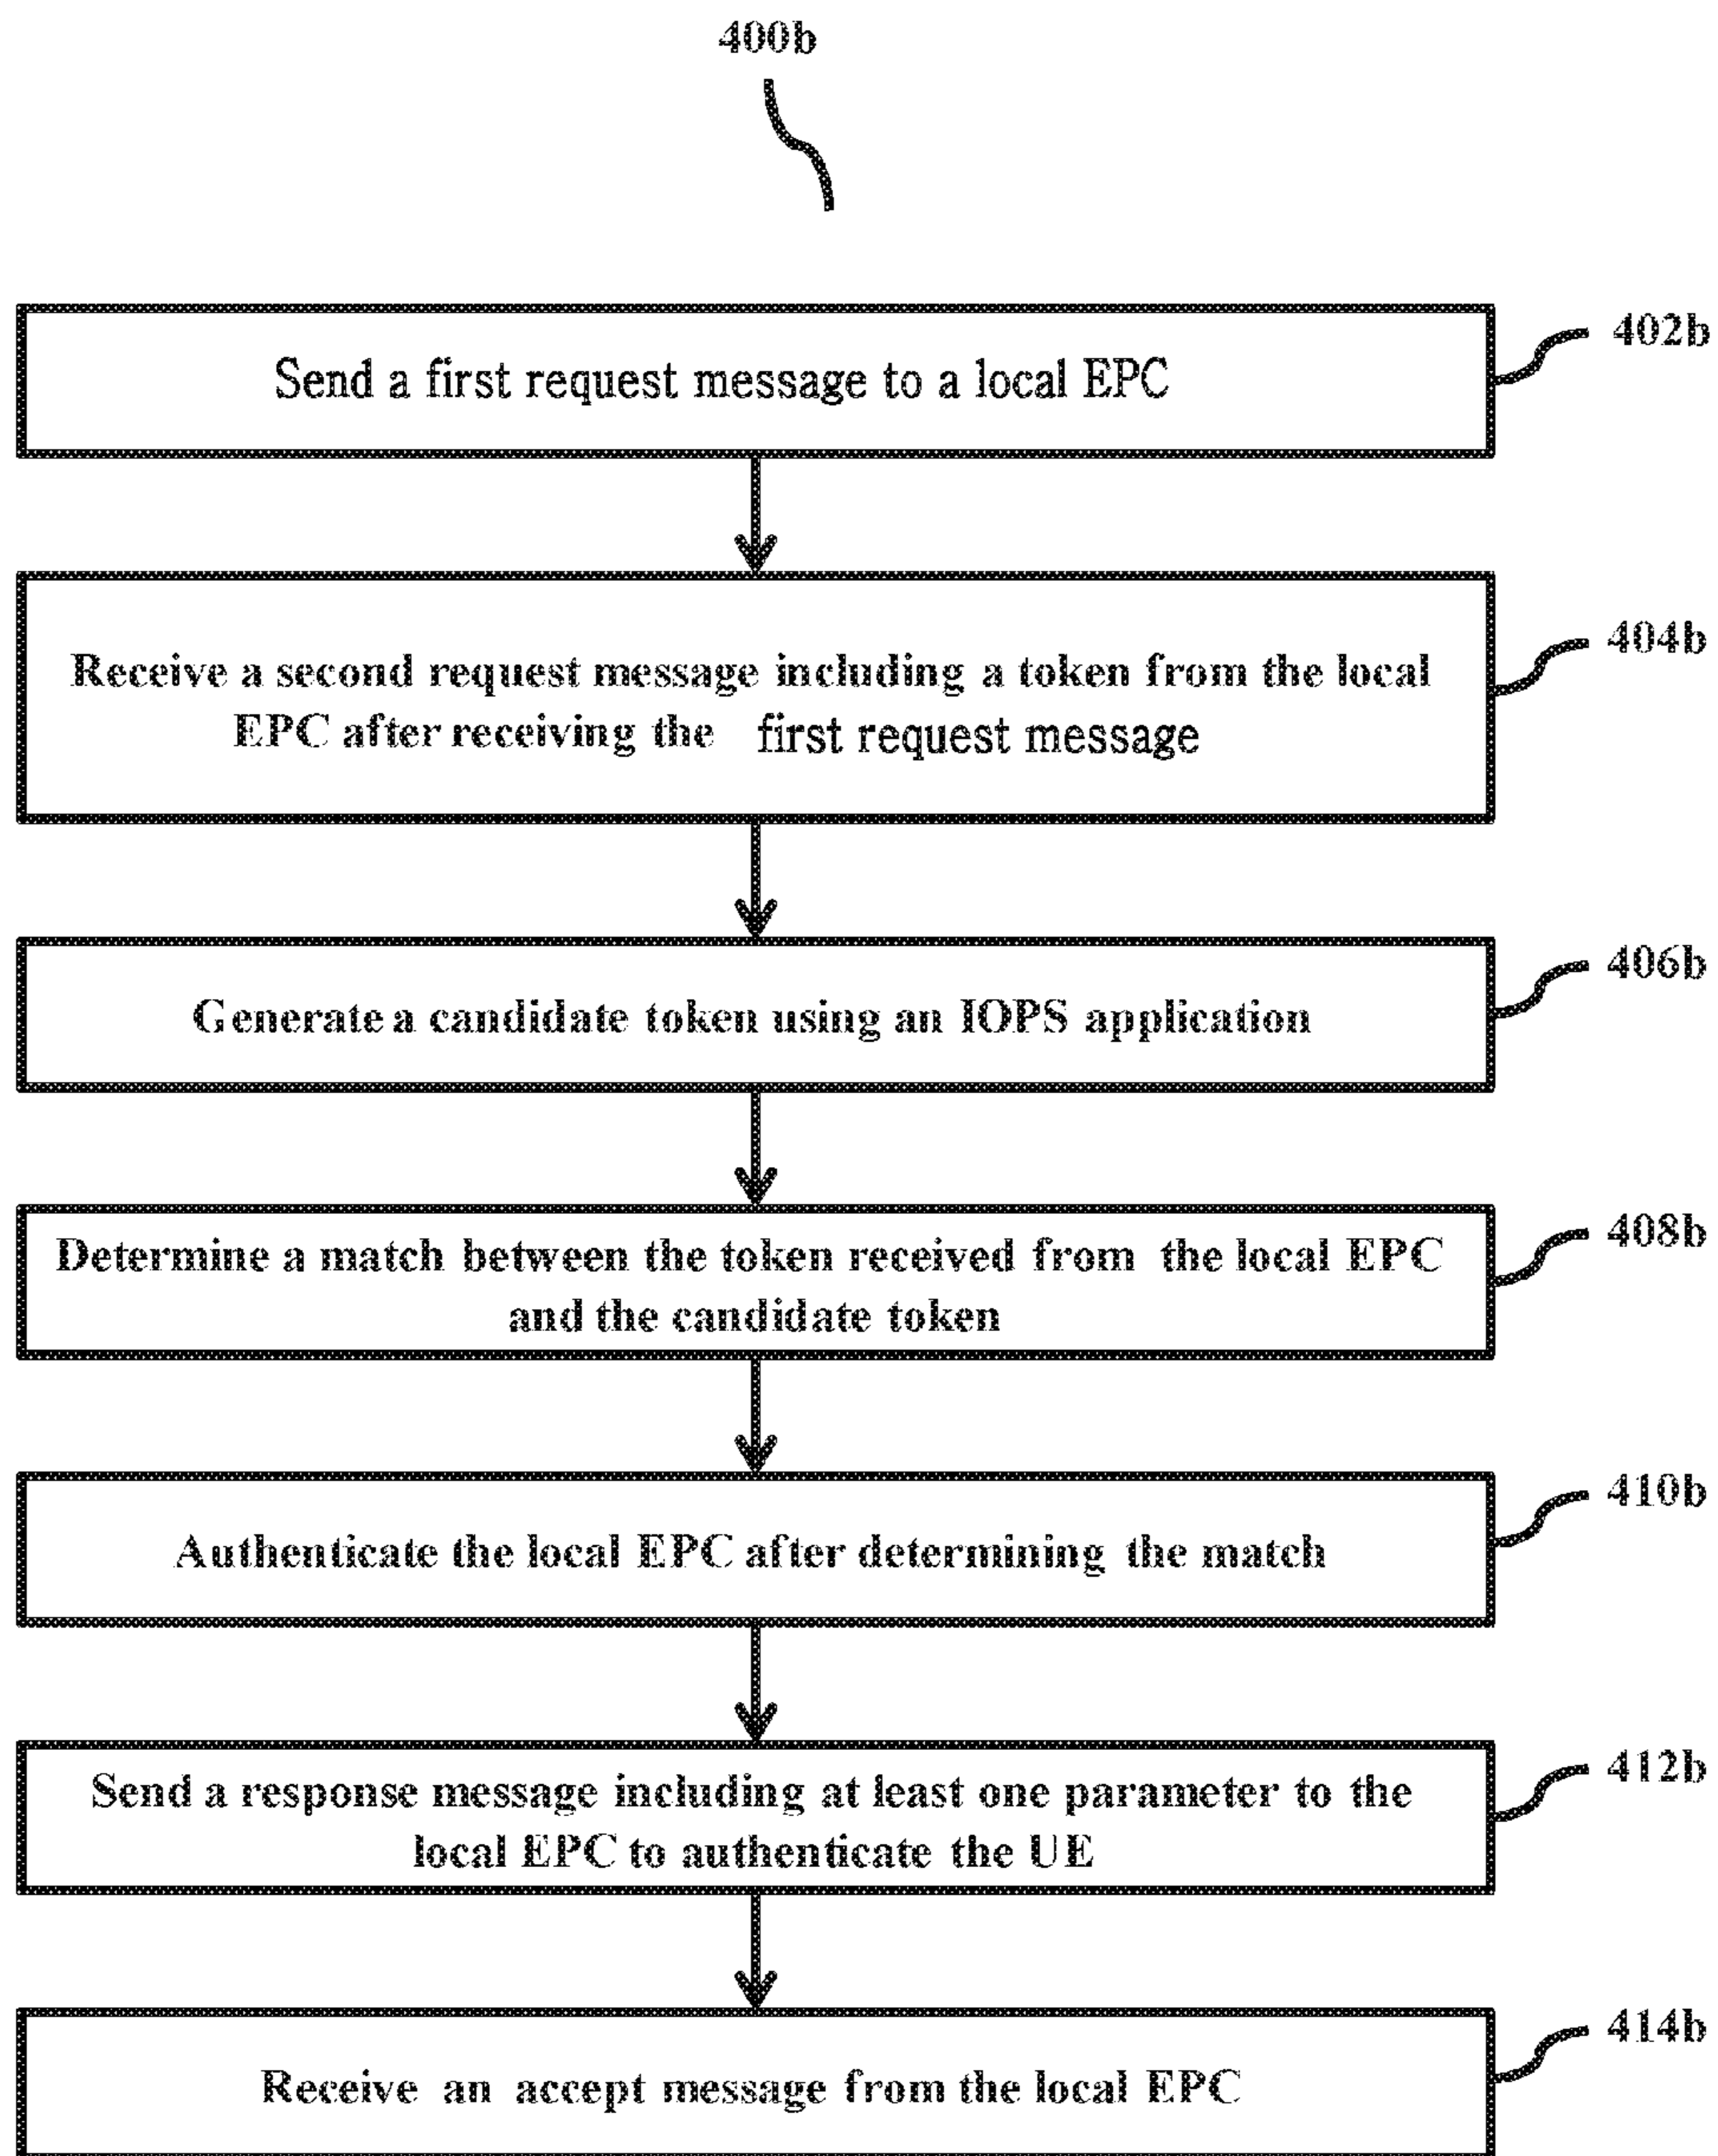 400b
Send a first request message to a local EPC
402b
Receive a second request message including a token from the local
EPC after receiving the first request message
404b
Generate a candidate token using an IOPS application
406b
Determine a match between the token received from the local EPC
and the candidate token
408b
Authenticate the local EPC after determining the match
410b
Send a response message including at least one parameter to the
local EPC to authenticate the UE
412b
Receive an accept message from the local EPC
414b